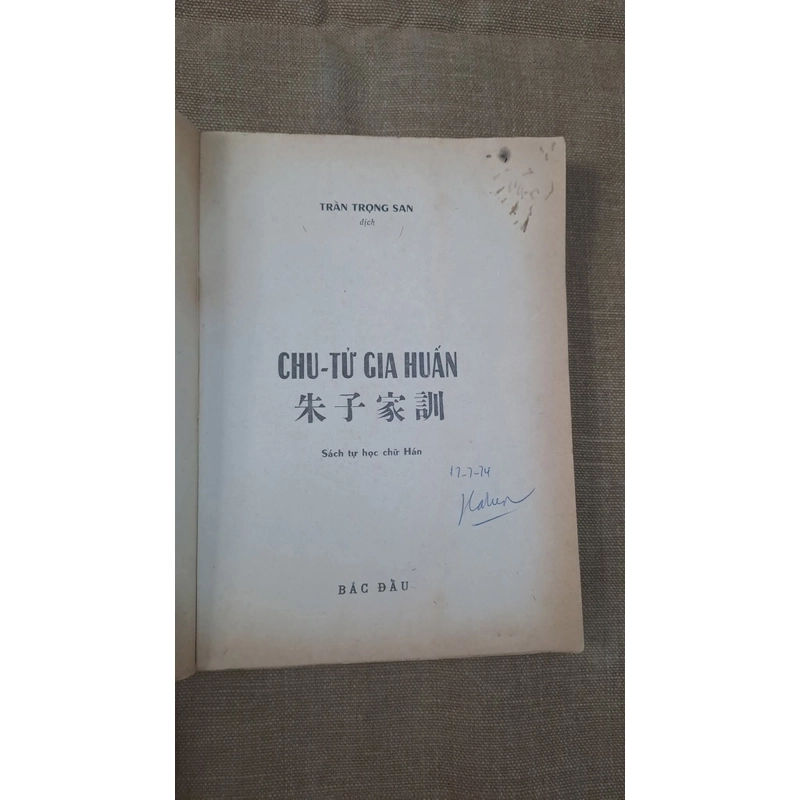 TRẦN TRỌNG SAN
dịch
CHU-TỬ GIA HUẤN
朱子家訓
Sách tự học chữ Hán
17-7-74
BẮC ĐẨU